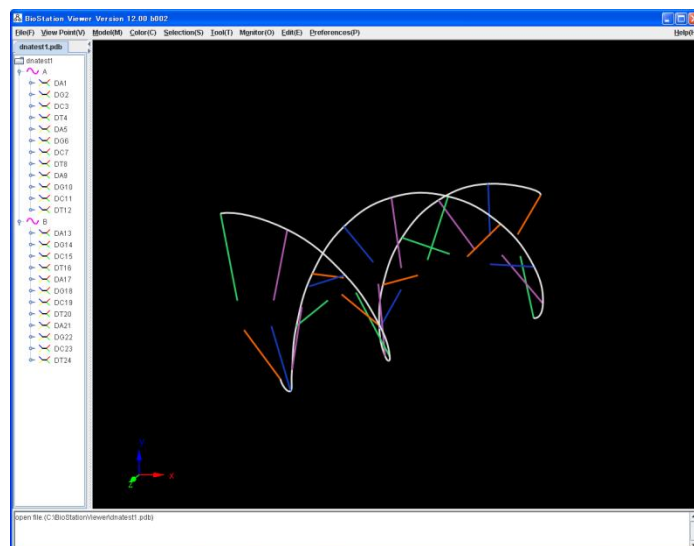 BioStation Viewer Version 12.00 b002
File(F) View Point(V) Model(M) Color(C) Selection(S) Tool(T) Monitor(O) Edit(E) Preferences(P) Help(H)
dnatest1.pdb
dnatest1
A
DA1
DG2
DC3
DT4
DA5
DG6
DC7
DT8
DA9
DG10
DC11
DT12
B
DA13
DG14
DC15
DT16
DA17
DG18
DC19
DT20
DA21
DG22
DC23
DT24
Y
X
Z
open file (C:\BioStationViewer\dnatest1.pdb)